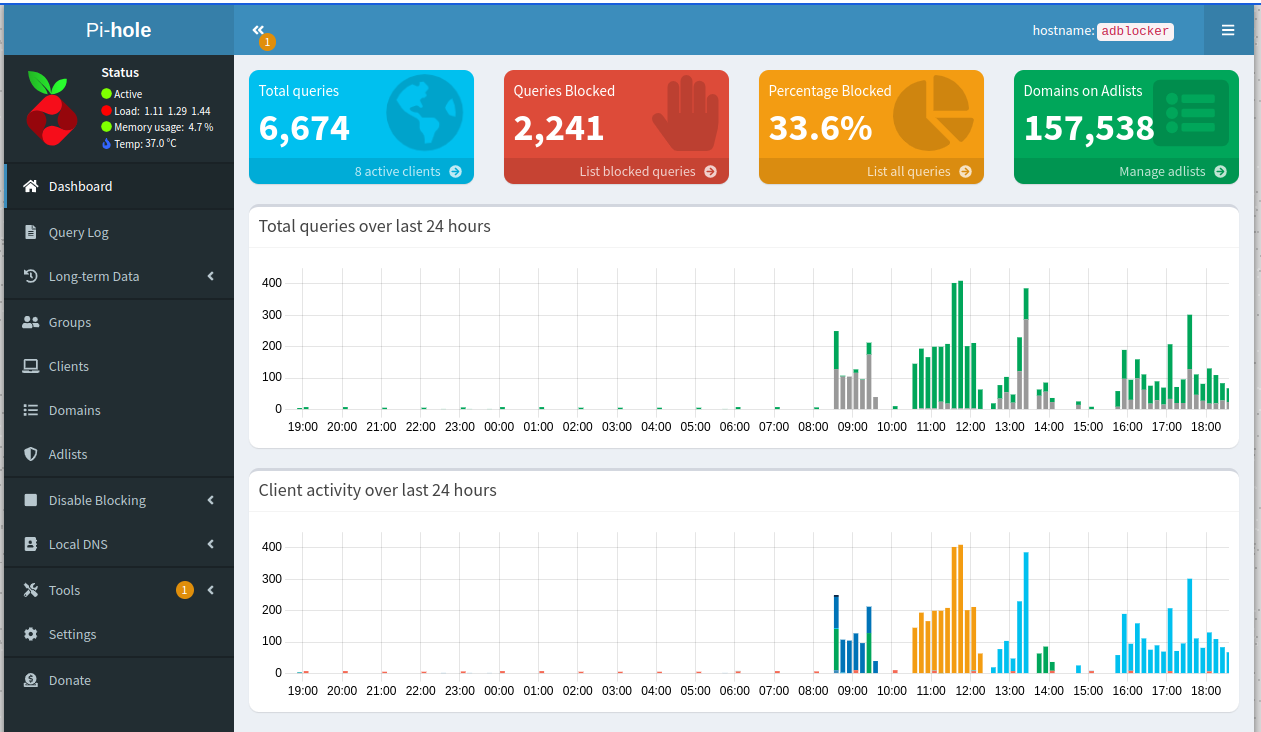 Pi-hole
1
hostname: adblocker
Status
Active
Load: 1.11 1.29 1.44
Memory usage: 4.7 %
Temp: 37.0 °C
Dashboard
Query Log
Long-term Data
Groups
Clients
Domains
Adlists
Disable Blocking
Local DNS
Tools 1
Settings
Donate
Total queries
6,674
8 active clients
Queries Blocked
2,241
List blocked queries
Percentage Blocked
33.6%
List all queries
Domains on Adlists
157,538
Manage adlists
Total queries over last 24 hours
400
300
200
100
0
19:00 20:00 21:00 22:00 23:00 00:00 01:00 02:00 03:00 04:00 05:00 06:00 07:00 08:00 09:00 10:00 11:00 12:00 13:00 14:00 15:00 16:00 17:00 18:00
Client activity over last 24 hours
400
300
200
100
0
19:00 20:00 21:00 22:00 23:00 00:00 01:00 02:00 03:00 04:00 05:00 06:00 07:00 08:00 09:00 10:00 11:00 12:00 13:00 14:00 15:00 16:00 17:00 18:00